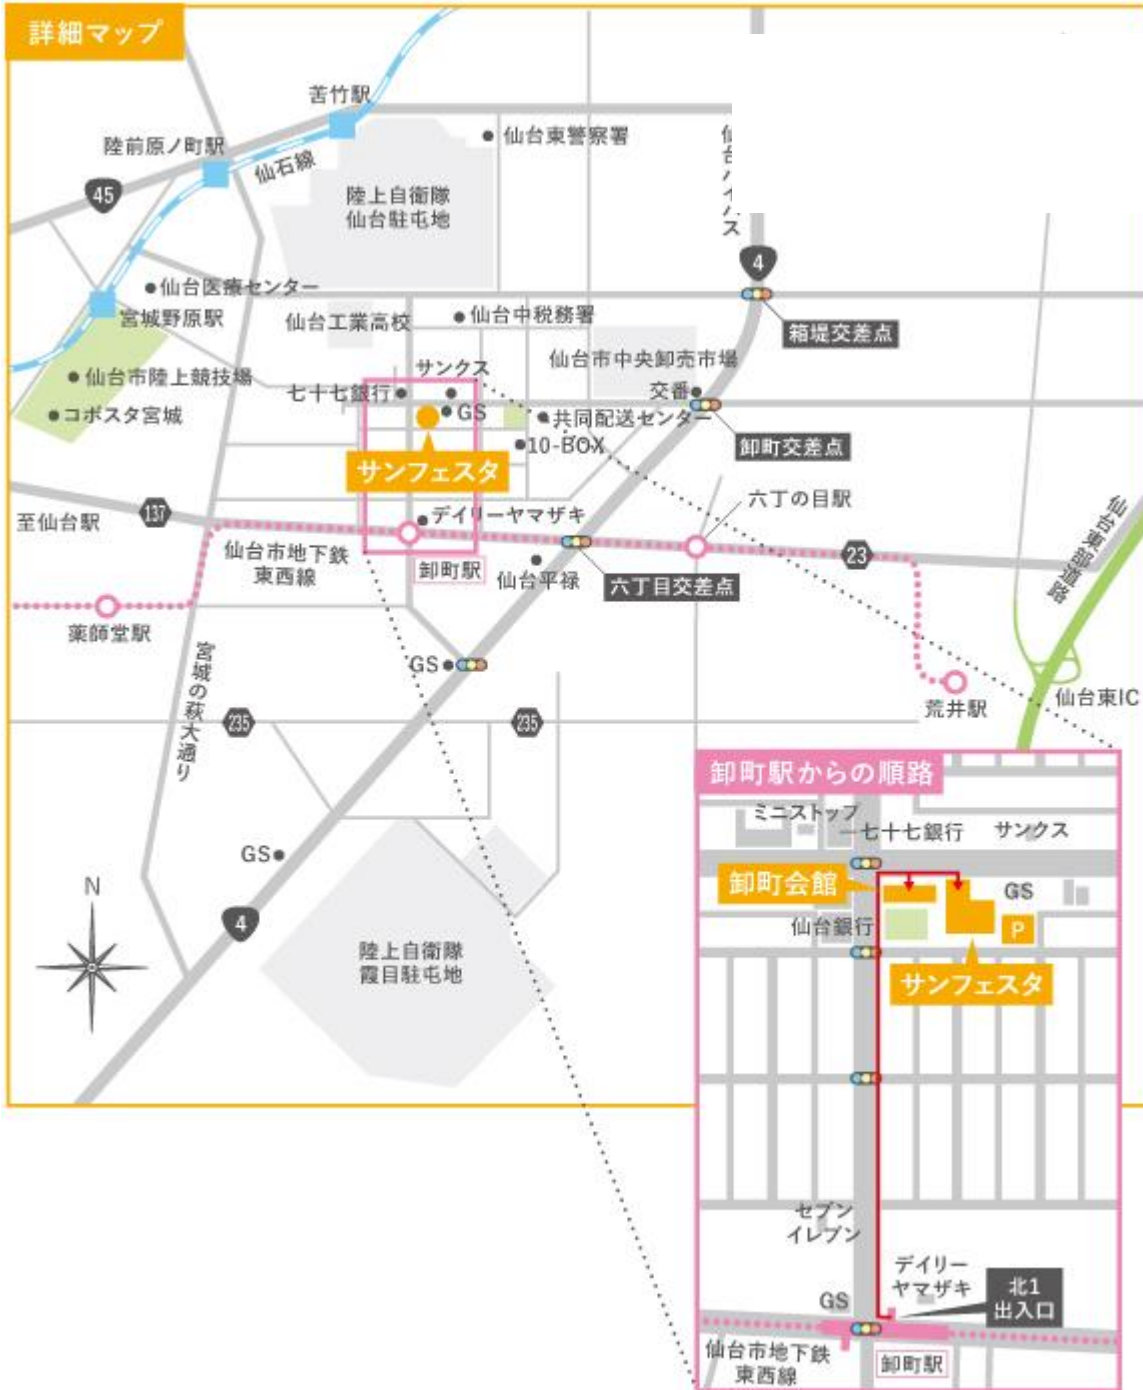 詳細マップ
苦竹駅
陸前原ノ町駅
仙石線
仙台東警察署
45
陸上自衛隊
仙台駐屯地
仙台バイパス
4
仙台医療センター
宮城野原駅
仙台工業高校
仙台中税務署
箱堤交差点
仙台市中央卸売市場
サンクス
仙台市陸上競技場
七十七銀行
交番
コボスタ宮城
GS
共同配送センター
卸町交差点
10-BOX
サンフェスタ
六丁の目駅
至仙台駅
137
デイリーヤマザキ
仙台東部道路
仙台市地下鉄
東西線
卸町駅
仙台平禄
六丁目交差点
23
薬師堂駅
宮城の萩大通り
GS
荒井駅
仙台東IC
235
235
GS
N
4
陸上自衛隊
霞目駐屯地
卸町駅からの順路
ミニストップ
七十七銀行
サンクス
卸町会館
GS
仙台銀行
P
サンフェスタ
セブン
イレブン
デイリー
ヤマザキ
北1
出入口
GS
仙台市地下鉄
東西線
卸町駅